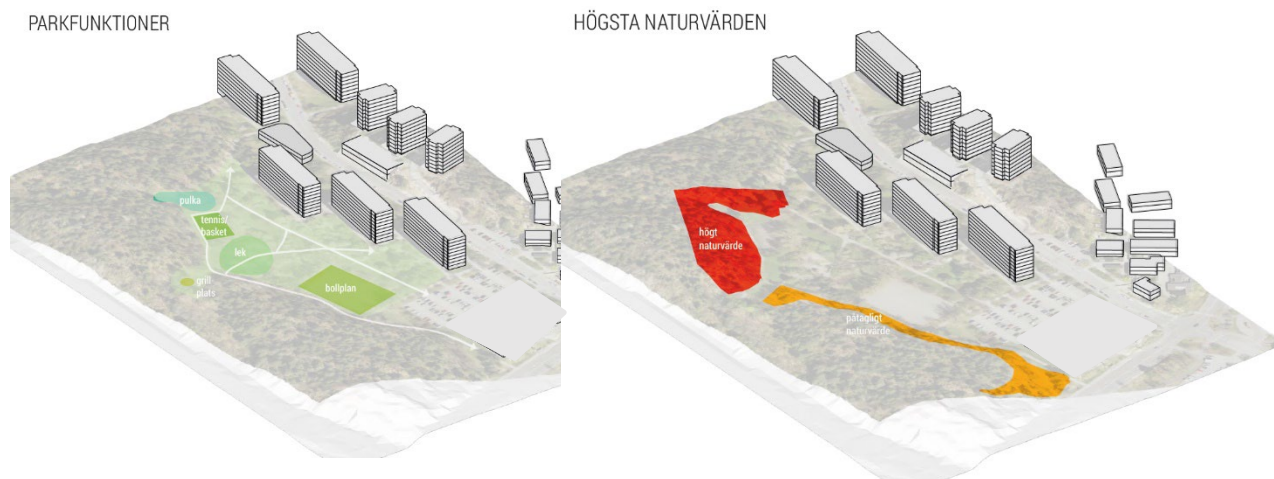 PARKFUNKTIONER
pulka
tennis/
basket
lek
grill
plats
bollplan
HÖGSTA NATURVÄRDEN
högt
naturvärde
påtagligt
naturvärde